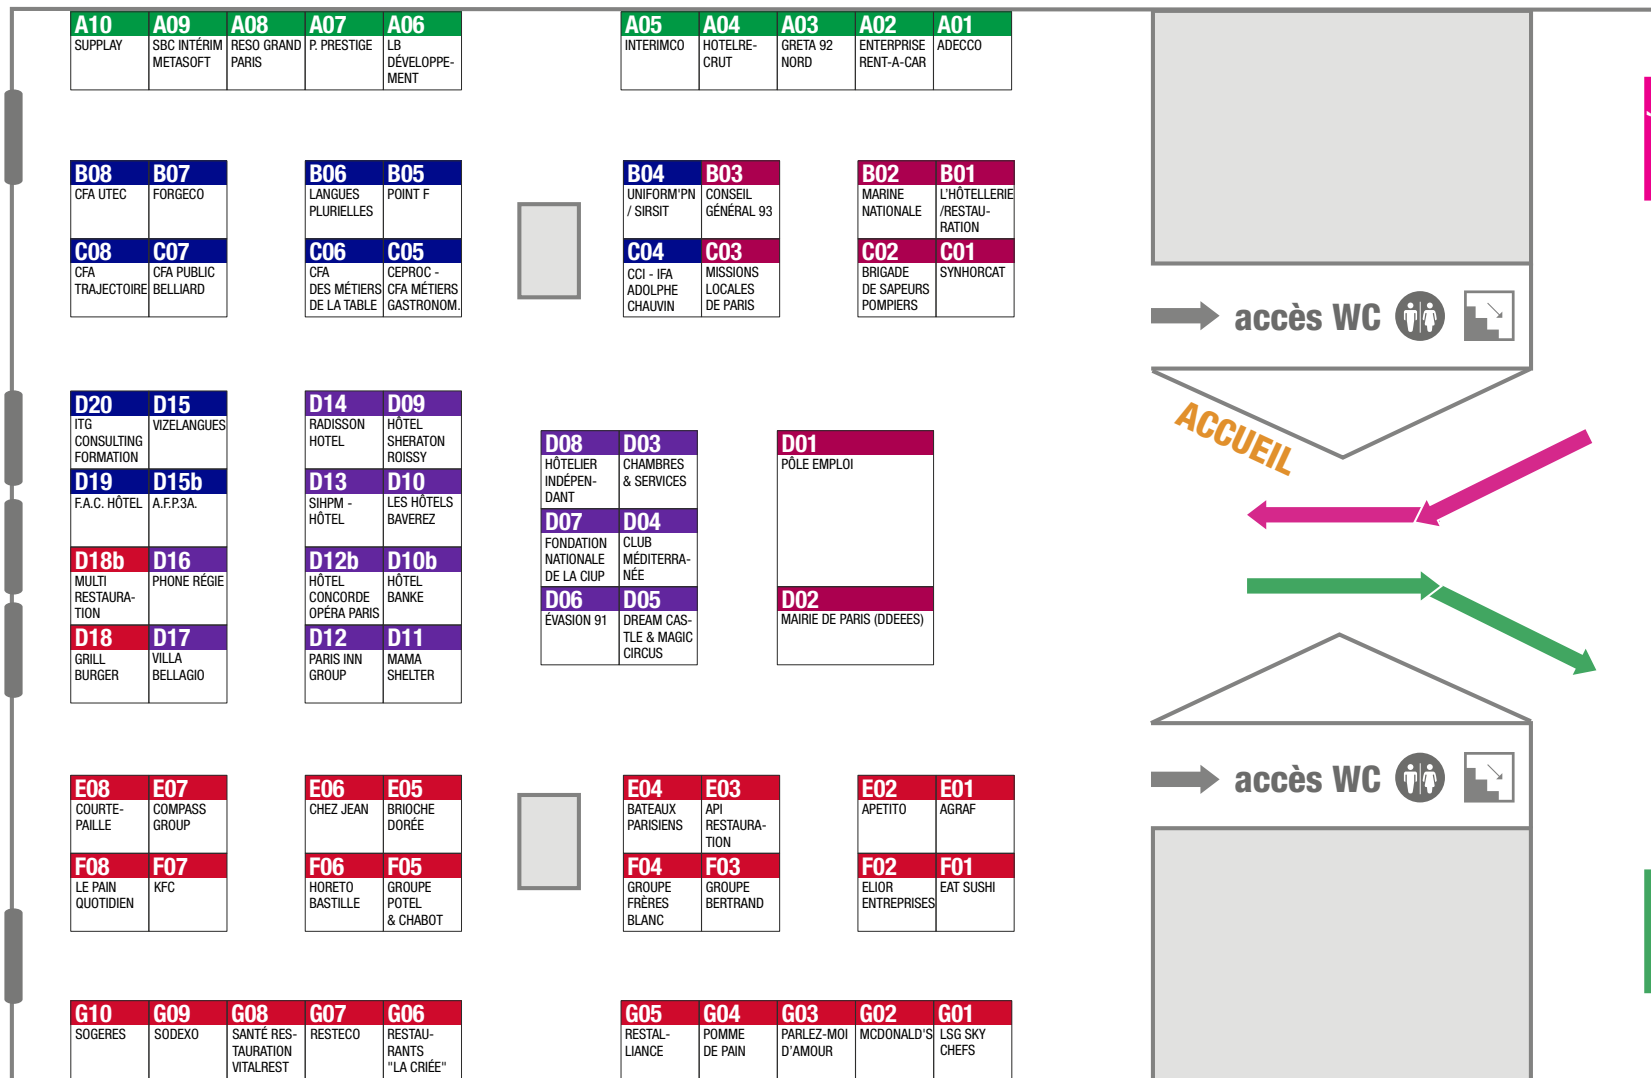 A10 A09 A08 A07 A06 A05 A04 A03 A02 A01
SUPPLAY
SBC INTÉRIM
METASOFT
RESO GRAND
PARIS
P. PRESTIGE
LB
DÉVELOPPE-
MENT
INTERIMCO
HOTELRE-
CRUT
GRETA 92
NORD
ENTERPRISE
RENT-A-CAR
ADECCO
B08 B07 B06 B05 B04 B03 B02 B01
CFA UTEC
FORGECO
LANGUES
PLURIELLES
POINT F
UNIFORM'PN
/ SIRSIT
CONSEIL
GÉNÉRAL 93
MARINE
NATIONALE
L'HÔTELLERIE
/RESTAU-
RATION
C08 C07 C06 C05 C04 C03 C02 C01
CFA
TRAJECTOIRE
CFA PUBLIC
BELLIARD
CFA
DES MÉTIERS
DE LA TABLE
CEPROC -
CFA MÉTIERS
GASTRONOM.
CCI - IFA
ADOLPHE
CHAUVIN
MISSIONS
LOCALES
DE PARIS
BRIGADE
DE SAPEURS
POMPIERS
SYNHORCAT
accès WC
ACCUEIL
D20 D15 D14 D09
ITG
CONSULTING
FORMATION
VIZELANGUES
RADISSON
HOTEL
HÔTEL
SHERATON
ROISSY
D19 D15b D13 D10
F.A.C. HÔTEL
A.F.P.3A.
SIHPM -
HÔTEL
LES HÔTELS
BAVEREZ
D18b D16 D12b D10b
MULTI
RESTAURA-
TION
PHONE RÉGIE
HÔTEL
CONCORDE
OPÉRA PARIS
HÔTEL
BANKE
D18 D17 D12 D11
GRILL
BURGER
VILLA
BELLAGIO
PARIS INN
GROUP
MAMA
SHELTER
D08 D03
HÔTELIER
INDÉPEN-
DANT
CHAMBRES
& SERVICES
D07 D04
FONDATION
NATIONALE
DE LA CIUP
CLUB
MÉDITERRA-
NÉE
D06 D05
ÉVASION 91
DREAM CAS-
TLE & MAGIC
CIRCUS
D01
PÔLE EMPLOI
D02
MAIRIE DE PARIS (DDEEES)
accès WC
E08 E07 E06 E05 E04 E03 E02 E01
COURTE-
PAILLE
COMPASS
GROUP
CHEZ JEAN
BRIOCHE
DORÉE
BATEAUX
PARISIENS
API
RESTAURA-
TION
APETITO
AGRAF
F08 F07 F06 F05 F04 F03 F02 F01
LE PAIN
QUOTIDIEN
KFC
HORETO
BASTILLE
GROUPE
POTEL
& CHABOT
GROUPE
FRÈRES
BLANC
GROUPE
BERTRAND
ELIOR
ENTREPRISES
EAT SUSHI
G10 G09 G08 G07 G06 G05 G04 G03 G02 G01
SOGERES
SODEXO
SANTÉ RES-
TAURATION
VITALREST
RESTECO
RESTAU-
RANTS
"LA CRIÉE"
RESTAL-
LIANCE
POMME
DE PAIN
PARLEZ-MOI
D'AMOUR
MCDONALD'S
LSG SKY
CHEFS